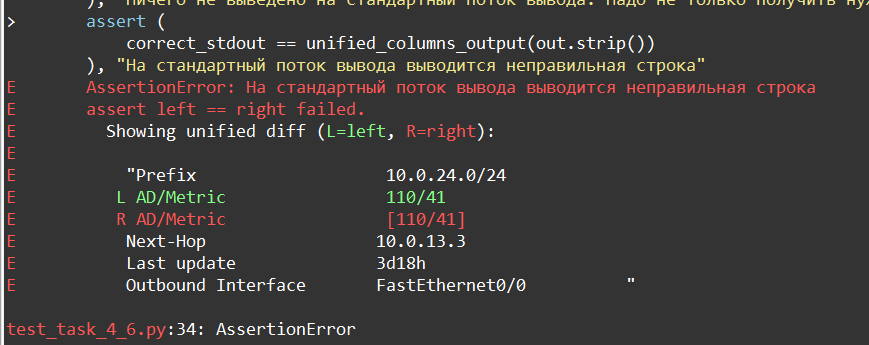 ), "Ничего не выведено на стандартный поток вывода. Надо не только получить нуж
> assert (
correct_stdout == unified_columns_output(out.strip())
), "На стандартный поток вывода выводится неправильная строка"
E AssertionError: На стандартный поток вывода выводится неправильная строка
E assert left == right failed.
E Showing unified diff (L=left, R=right):
E
E "Prefix 10.0.24.0/24
E L AD/Metric 110/41
E R AD/Metric [110/41]
E Next-Hop 10.0.13.3
E Last update 3d18h
E Outbound Interface FastEthernet0/0 "
test_task_4_6.py:34: AssertionError